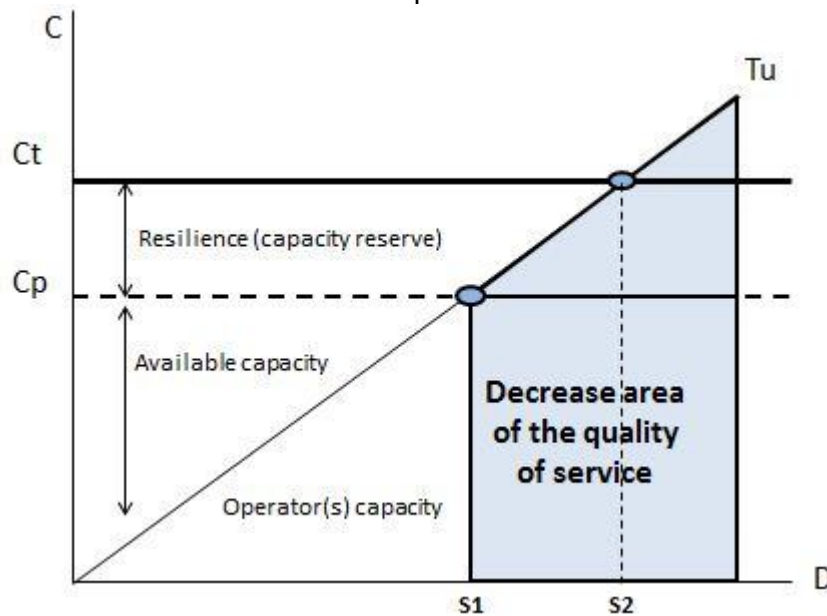 C
Tu
Ct
Resilience (capacity reserve)
Cp
Available capacity
Decrease area
of the quality
of service
Operator(s) capacity
D
S1
S2